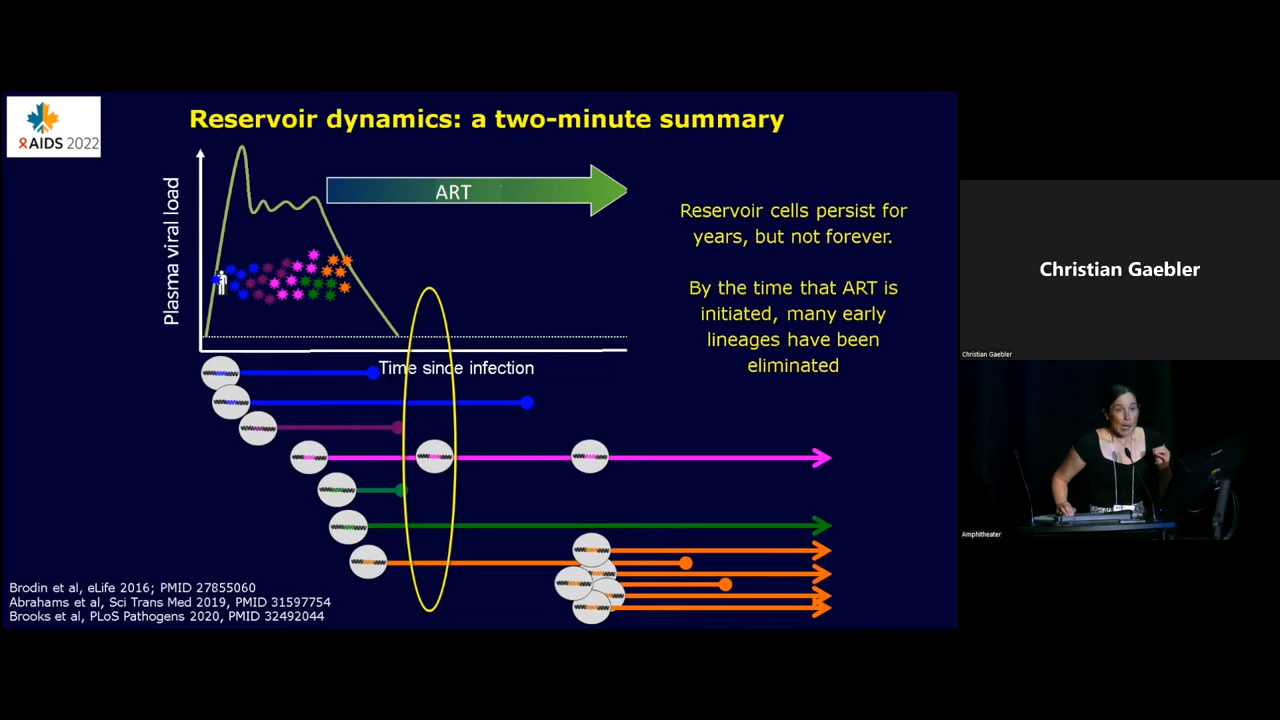 AIDS 2022
Reservoir dynamics: a two-minute summary
Plasma viral load
ART
Time since infection
Reservoir cells persist for
years, but not forever.
By the time that ART is
initiated, many early
lineages have been
eliminated
Brodin et al, eLife 2016; PMID 27855060
Abrahams et al, Sci Trans Med 2019, PMID 31597754
Brooks et al, PLoS Pathogens 2020, PMID 32492044
Christian Gaebler
Christian Gaebler
Amphitheater